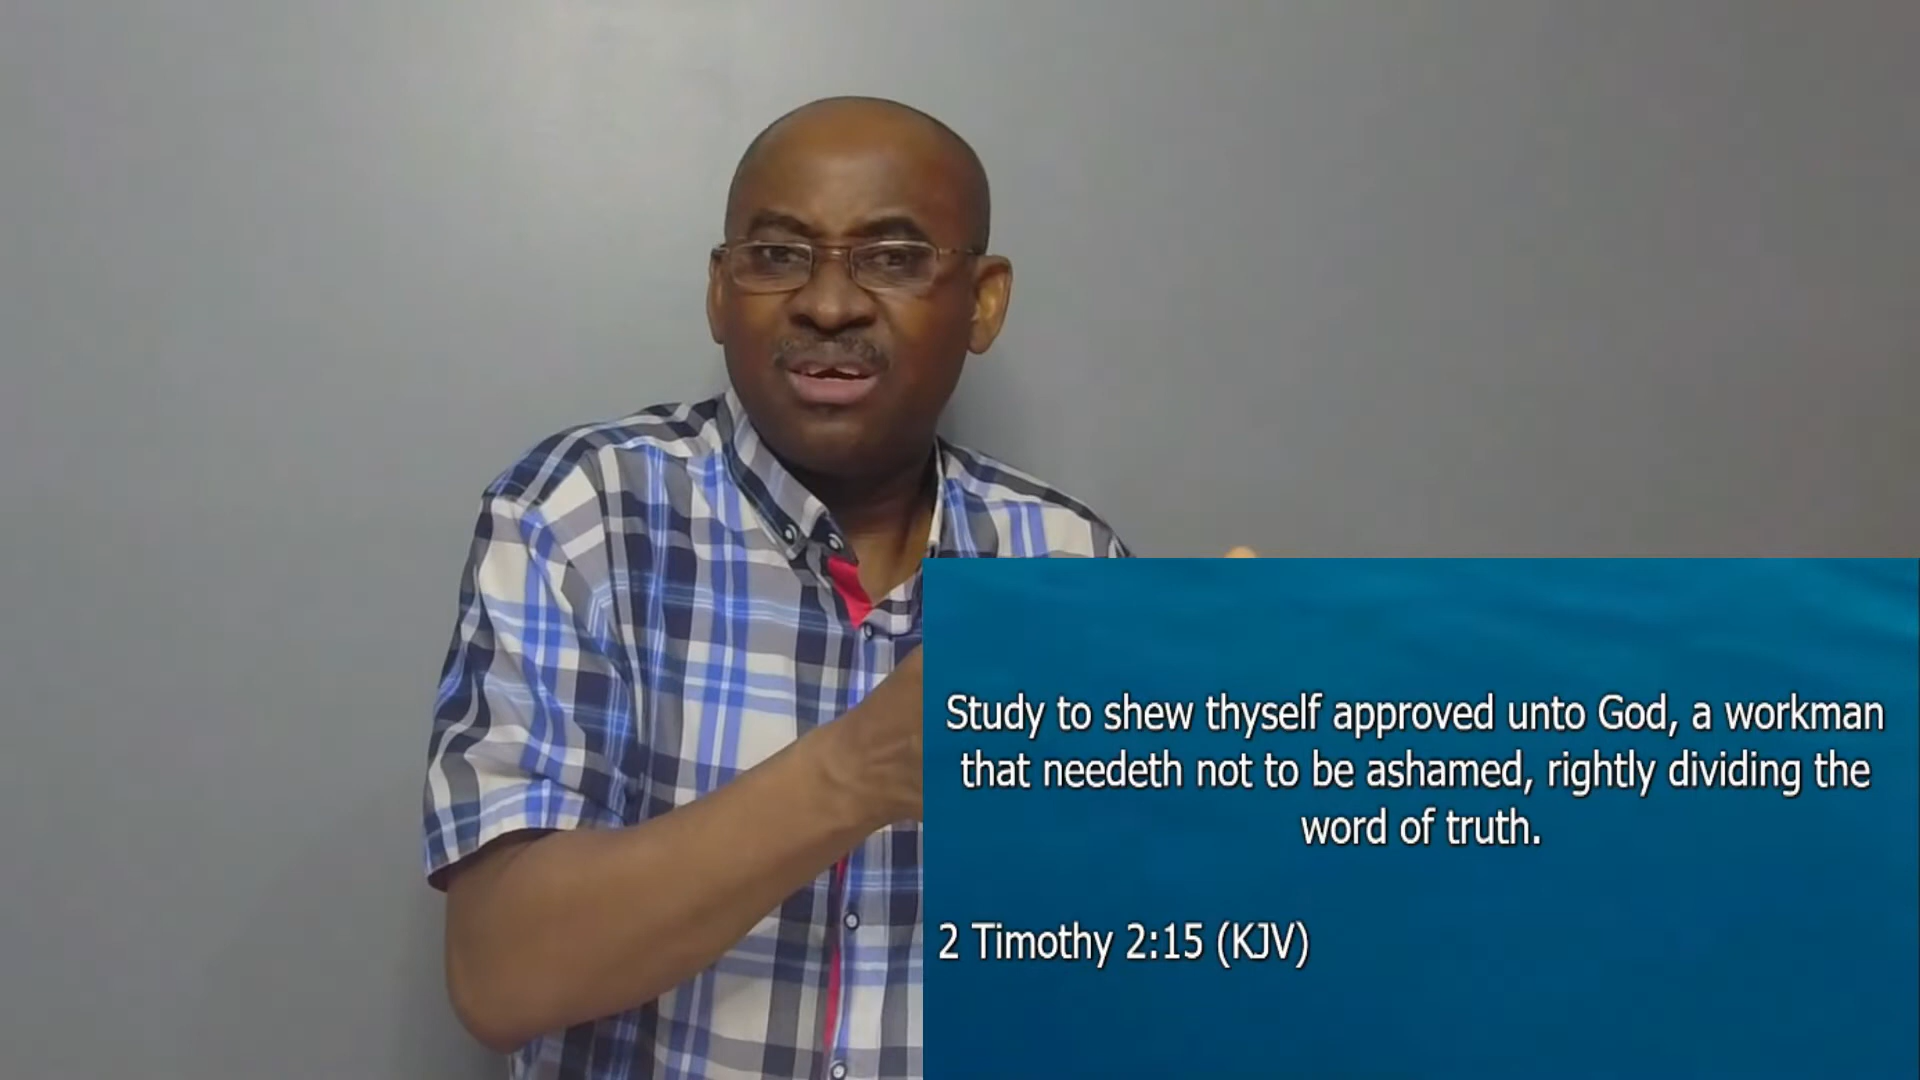 Study to shew thyself approved unto God, a workman
that needeth not to be ashamed, rightly dividing the
word of truth.
2 Timothy 2:15 (KJV)